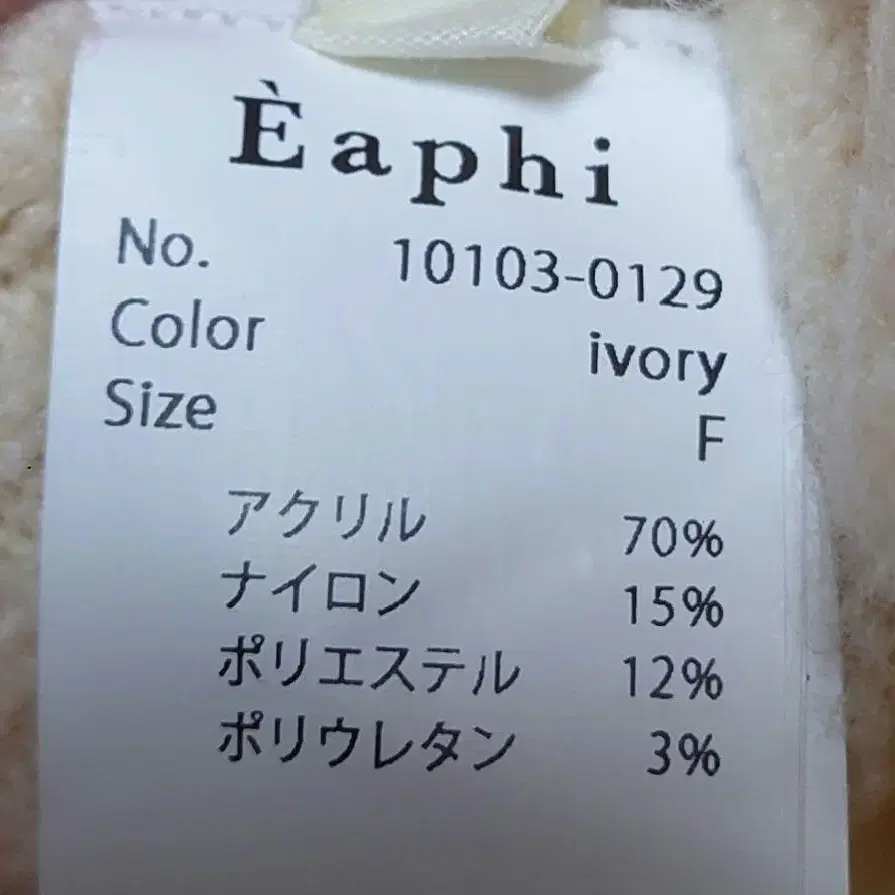 Èaphi
No. 10103-0129
Color ivory
Size F
アクリル 70%
ナイロン 15%
ポリエステル 12%
ポリウレタン 3%